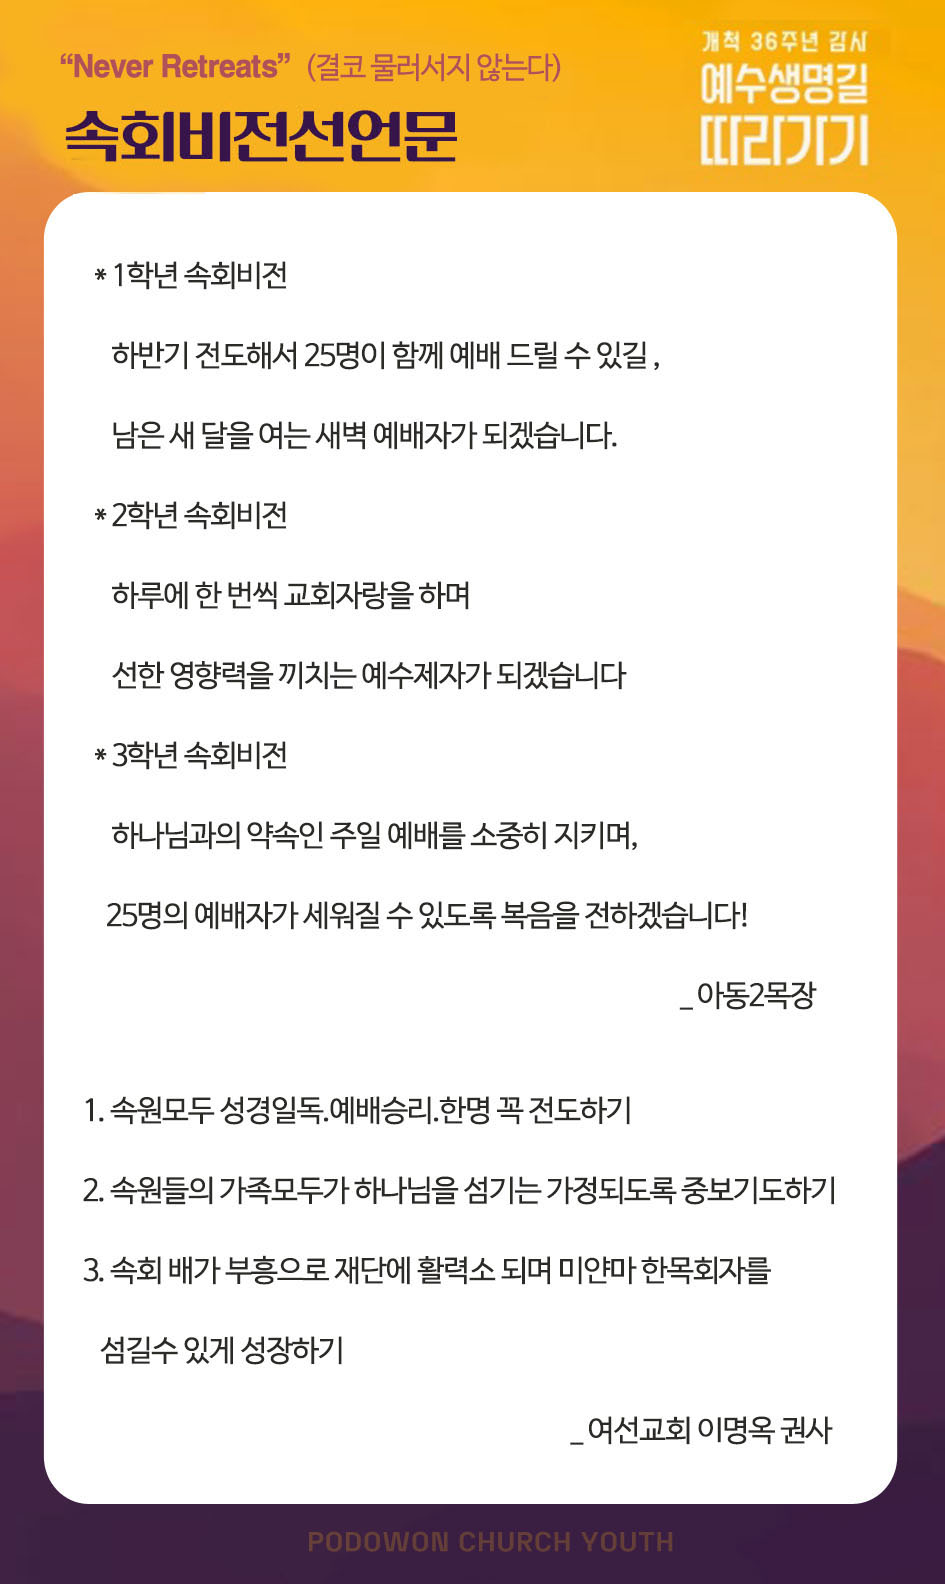 “Never Retreats” (결코 물러서지 않는다)
속회비전선언문
개척 36주년 감사
예수생명길
따라가기
* 1학년 속회비전
하반기 전도해서 25명이 함께 예배 드릴 수 있길 ,
남은 새 달을 여는 새벽 예배자가 되겠습니다.
* 2학년 속회비전
하루에 한 번씩 교회자랑을 하며
선한 영향력을 끼치는 예수제자가 되겠습니다
* 3학년 속회비전
하나님과의 약속인 주일 예배를 소중히 지키며,
25명의 예배자가 세워질 수 있도록 복음을 전하겠습니다!
_ 아동2목장
1. 속원모두 성경일독.예배승리.한명 꼭 전도하기
2. 속원들의 가족모두가 하나님을 섬기는 가정되도록 중보기도하기
3. 속회 배가 부흥으로 재단에 활력소 되며 미얀마 한목회자를
섬길수 있게 성장하기
_ 여선교회 이명옥 권사
PODOWON CHURCH YOUTH